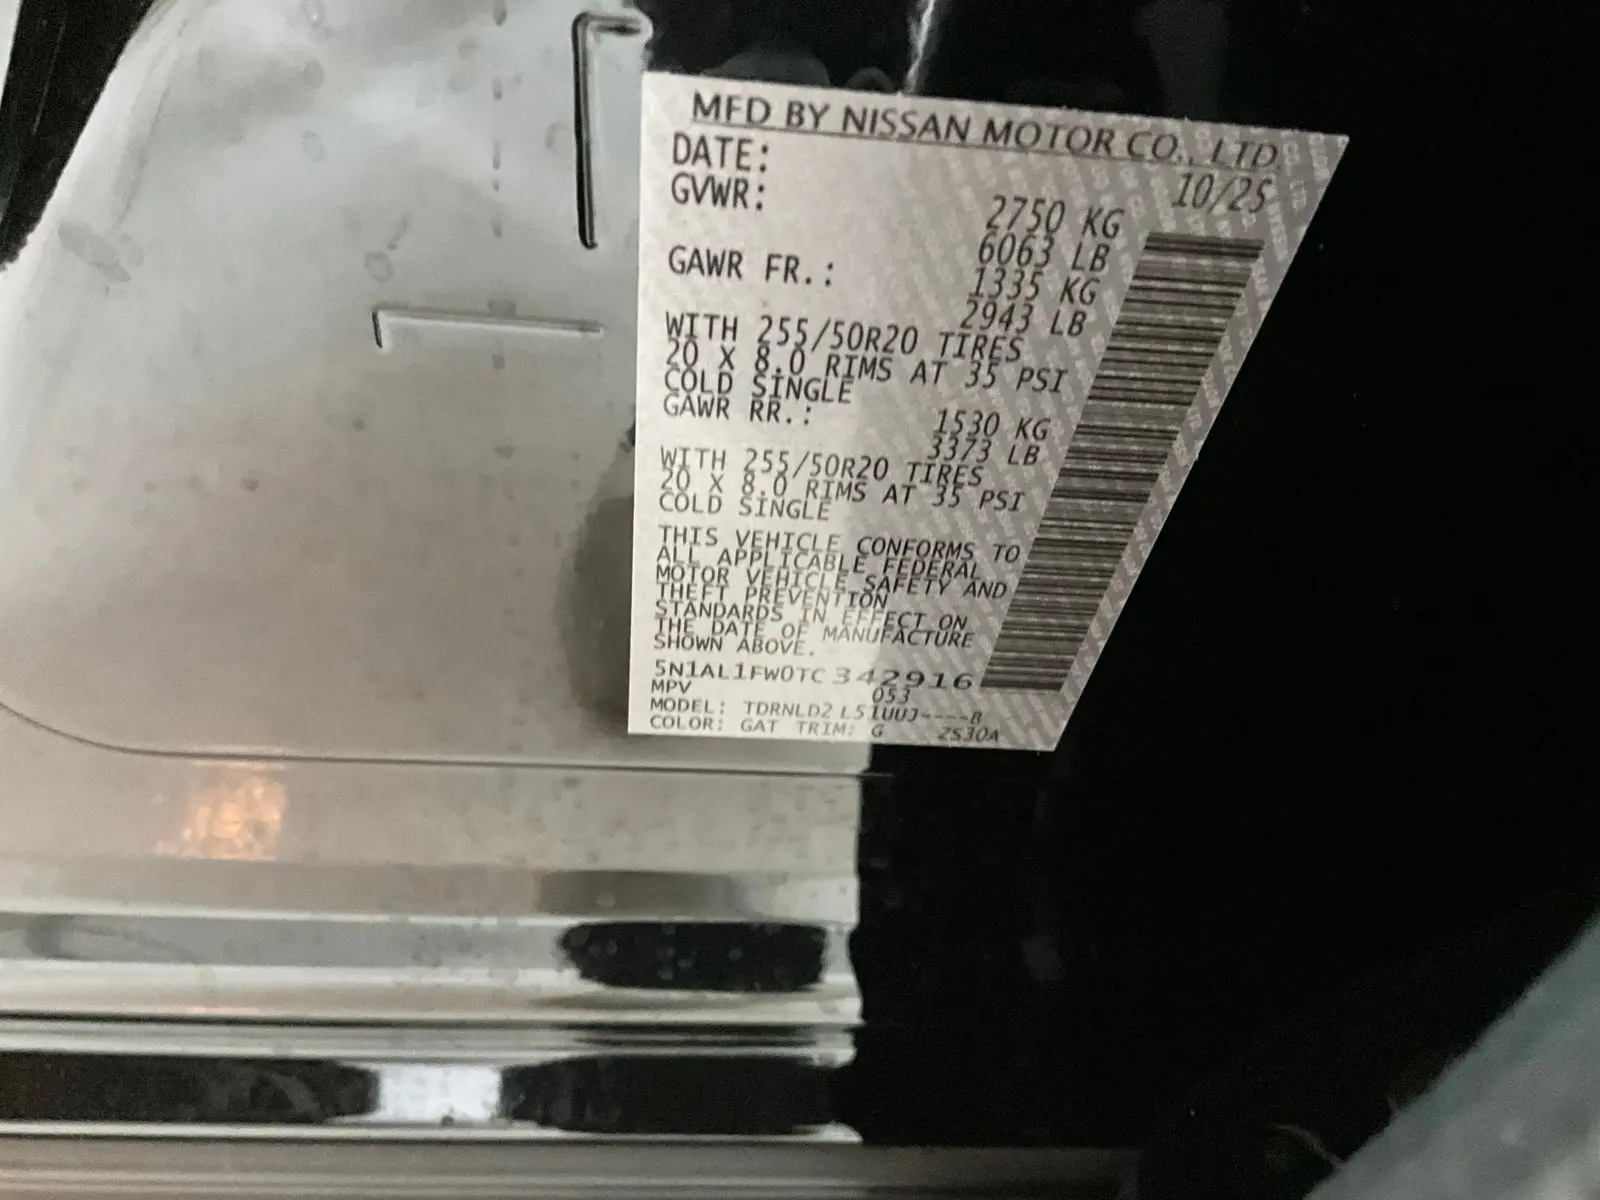 MFD BY NISSAN MOTOR CO., LTD
DATE: 10/25
GVWR: 2750 KG
6063 LB
GAWR FR.: 1335 KG
2943 LB
WITH 255/50R20 TIRES
20 X 8.0 RIMS AT 35 PSI
COLD SINGLE
GAWR RR.: 1530 KG
3373 LB
WITH 255/50R20 TIRES
20 X 8.0 RIMS AT 35 PSI
COLD SINGLE
THIS VEHICLE CONFORMS TO
ALL APPLICABLE FEDERAL
MOTOR VEHICLE SAFETY AND
THEFT PREVENTION
STANDARDS IN EFFECT ON
THE DATE OF MANUFACTURE
SHOWN ABOVE.
5N1AL1FW0TC342916
MPV 053
MODEL: TDRNLD2 L51UUJ----B
COLOR: GAT TRIM: G 2S30A